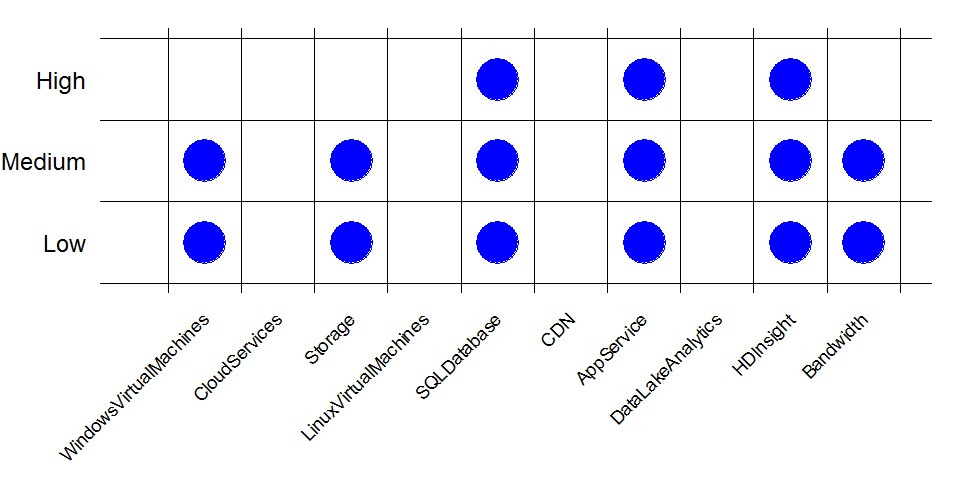 High
Medium
Low
WindowsVirtualMachines
CloudServices
Storage
LinuxVirtualMachines
SQLDatabase
CDN
AppService
DataLakeAnalytics
HDInsight
Bandwidth